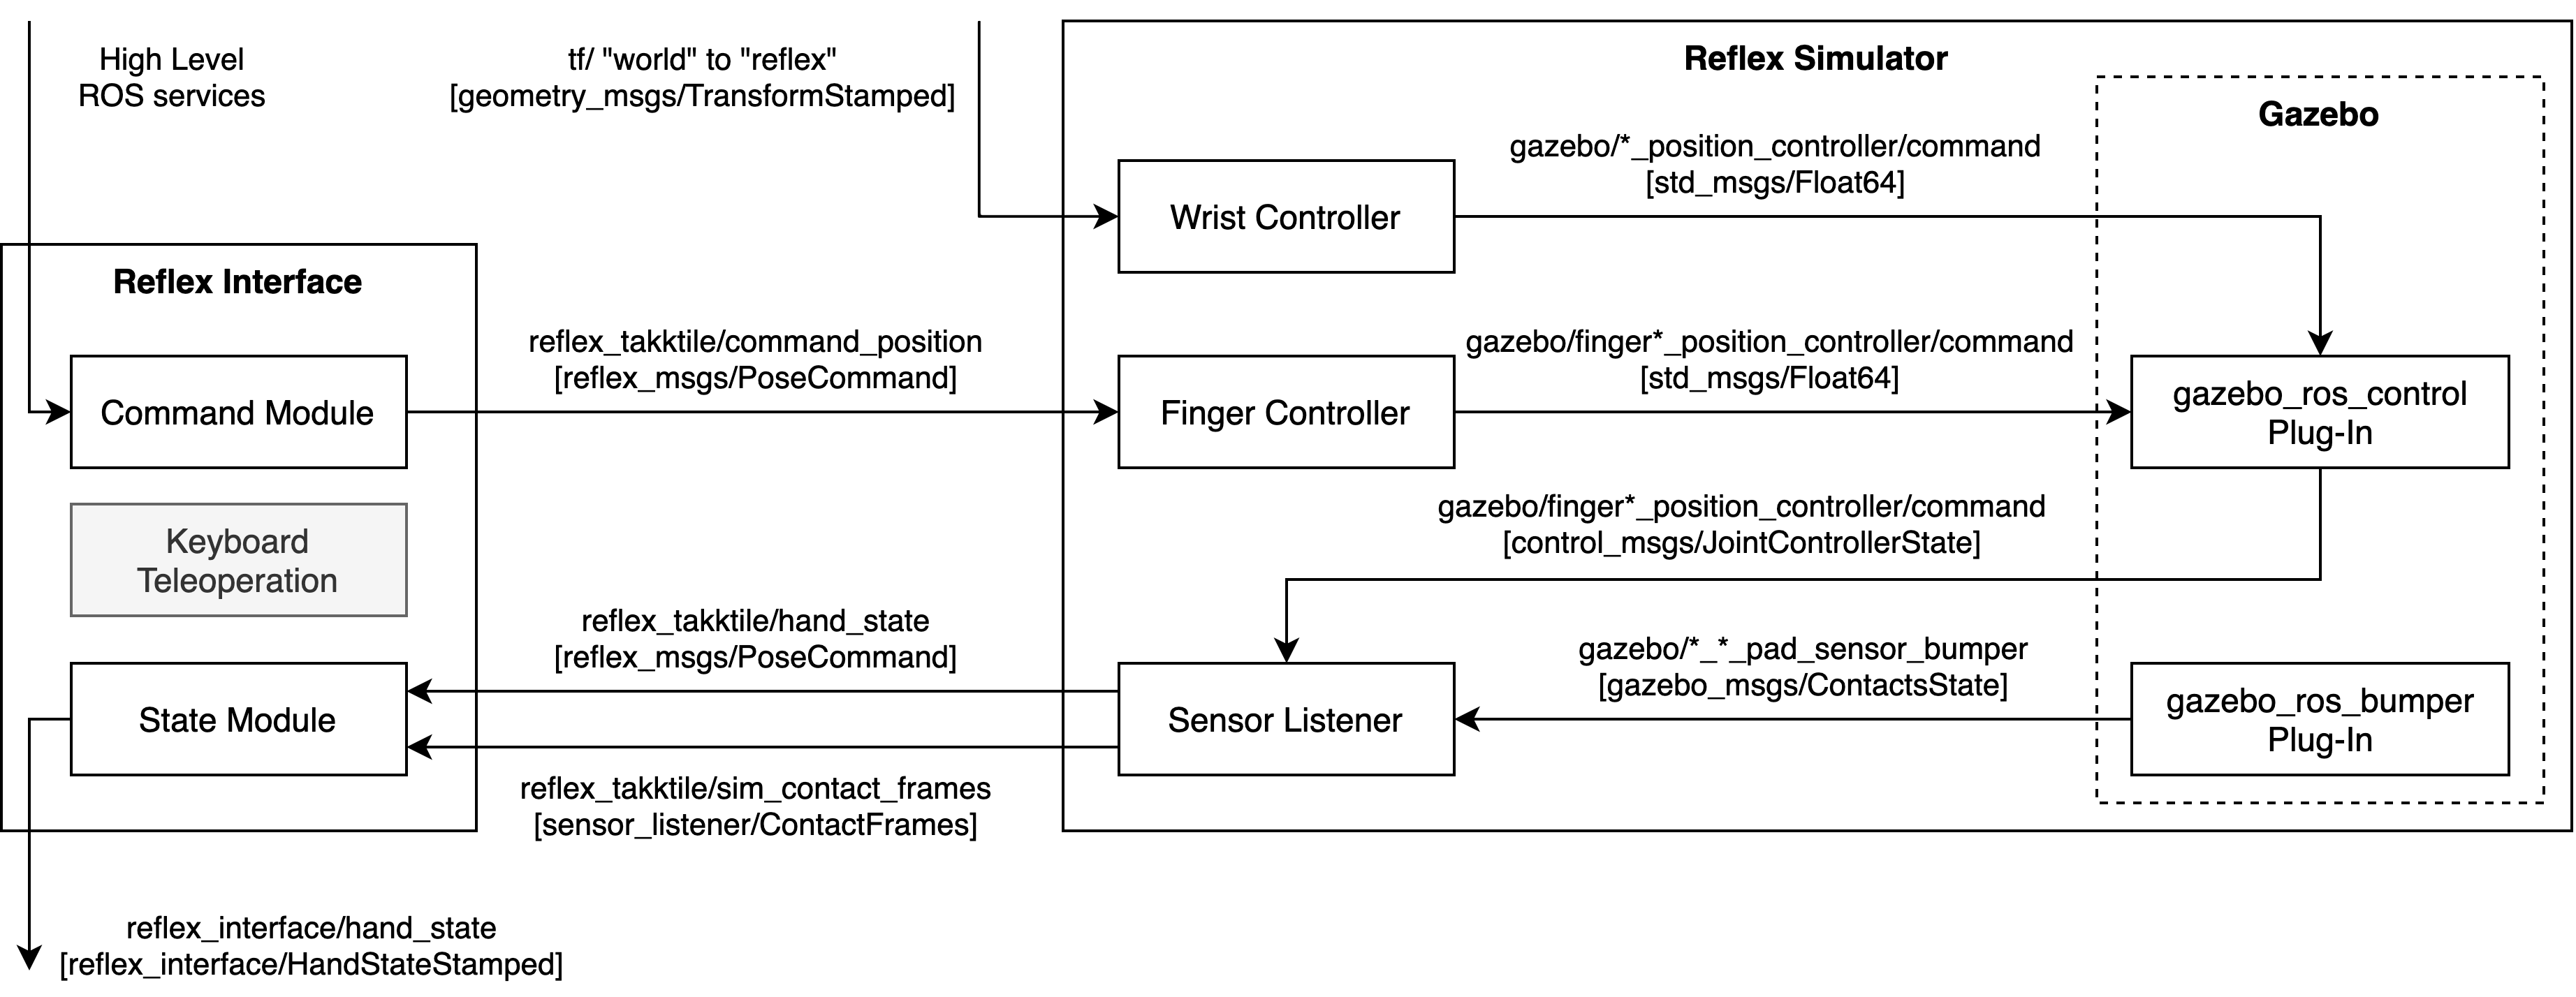 High Level
ROS services
tf/ "world" to "reflex"
[geometry_msgs/TransformStamped]
Reflex Simulator
Gazebo
gazebo/*_position_controller/command
[std_msgs/Float64]
Wrist Controller
Reflex Interface
reflex_takktile/command_position
[reflex_msgs/PoseCommand]
gazebo/finger*_position_controller/command
[std_msgs/Float64]
Command Module
Finger Controller
gazebo_ros_control
Plug-In
gazebo/finger*_position_controller/command
[control_msgs/JointControllerState]
Keyboard
Teleoperation
reflex_takktile/hand_state
[reflex_msgs/PoseCommand]
gazebo/*_*_pad_sensor_bumper
[gazebo_msgs/ContactsState]
State Module
Sensor Listener
gazebo_ros_bumper
Plug-In
reflex_takktile/sim_contact_frames
[sensor_listener/ContactFrames]
reflex_interface/hand_state
[reflex_interface/HandStateStamped]